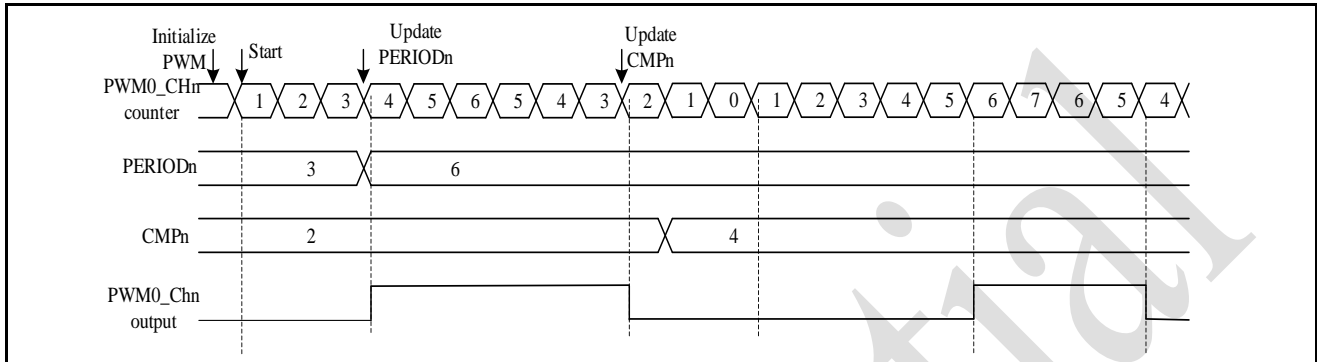 Initialize
PWM
Start
Update
PERIODn
Update
CMPn
PWM0_CHn
counter
1 2 3 4 5 6 5 4 3 2 1 0 1 2 3 4 5 6 7 6 5 4
PERIODn 3 6
CMPn 2 4
PWM0_Chn
output